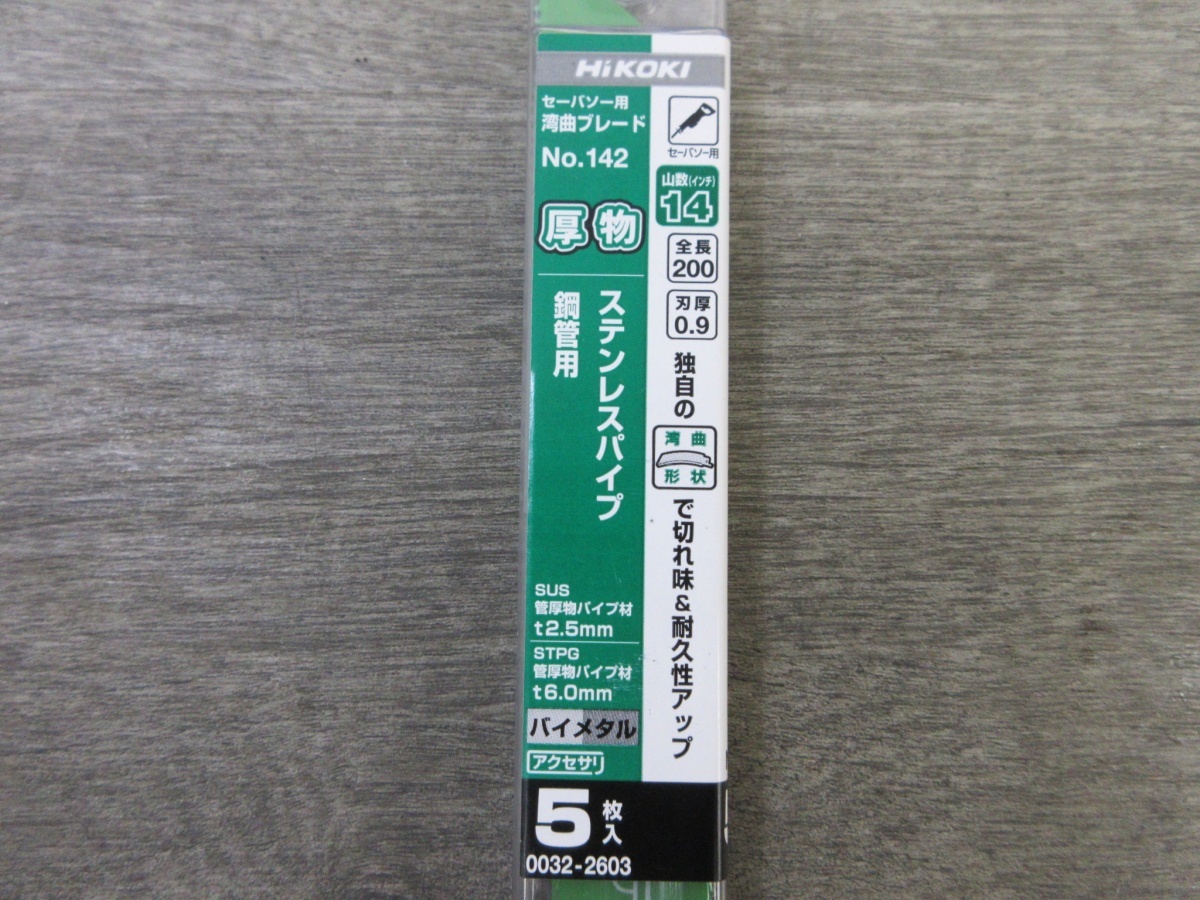 HiKOKI
セーバソー用
湾曲ブレード
No.142
厚物
ステンレスパイプ
鋼管用
SUS
管厚物パイプ材
t2.5mm
STPG
管厚物パイプ材
t6.0mm
バイメタル
アクセサリ
5枚入
0032-2603
セーバソー用
山数(インチ)
14
全長
200
刃厚
0.9
独自の
湾曲
形状
で切れ味&耐久性アップ